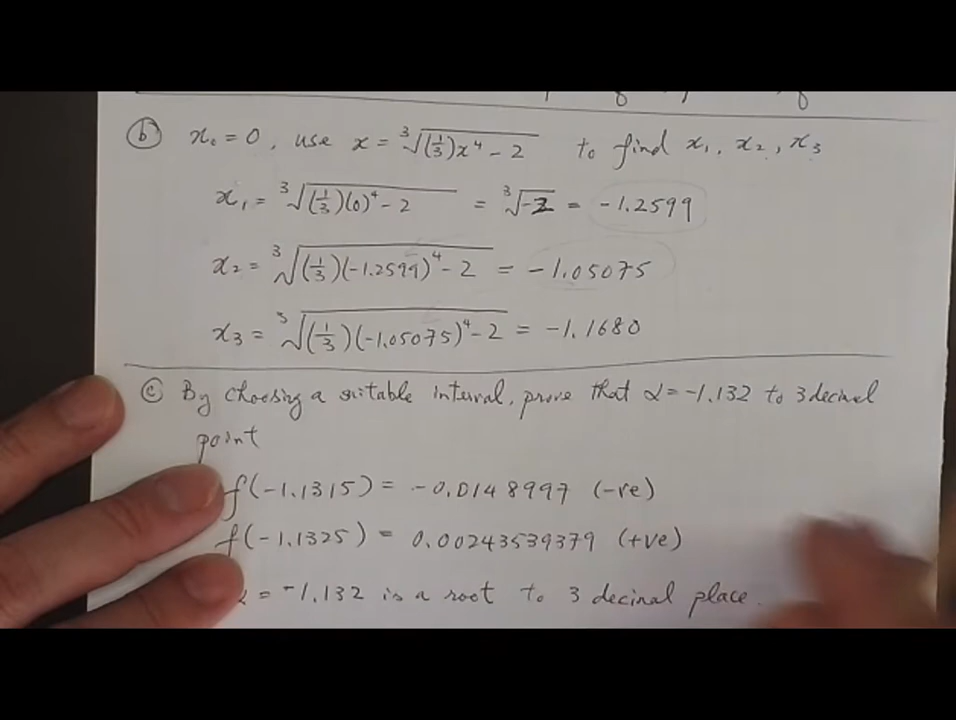 ⓑ x₀ = 0, use x = ∛((1/3)x⁴ - 2) to find x₁, x₂, x₃
x₁ = ∛((1/3)(0)⁴ - 2) = ∛-2 = -1.2599
x₂ = ∛((1/3)(-1.2599)⁴ - 2) = -1.05075
x₃ = ∛((1/3)(-1.05075)⁴ - 2) = -1.1680
ⓒ By choosing a suitable interval, prove that α = -1.132 to 3 decimal
point
f(-1.1315) = -0.0148997 (-ve)
f(-1.1325) = 0.00243539379 (+ve)
= -1.132 is a root to 3 decimal place.